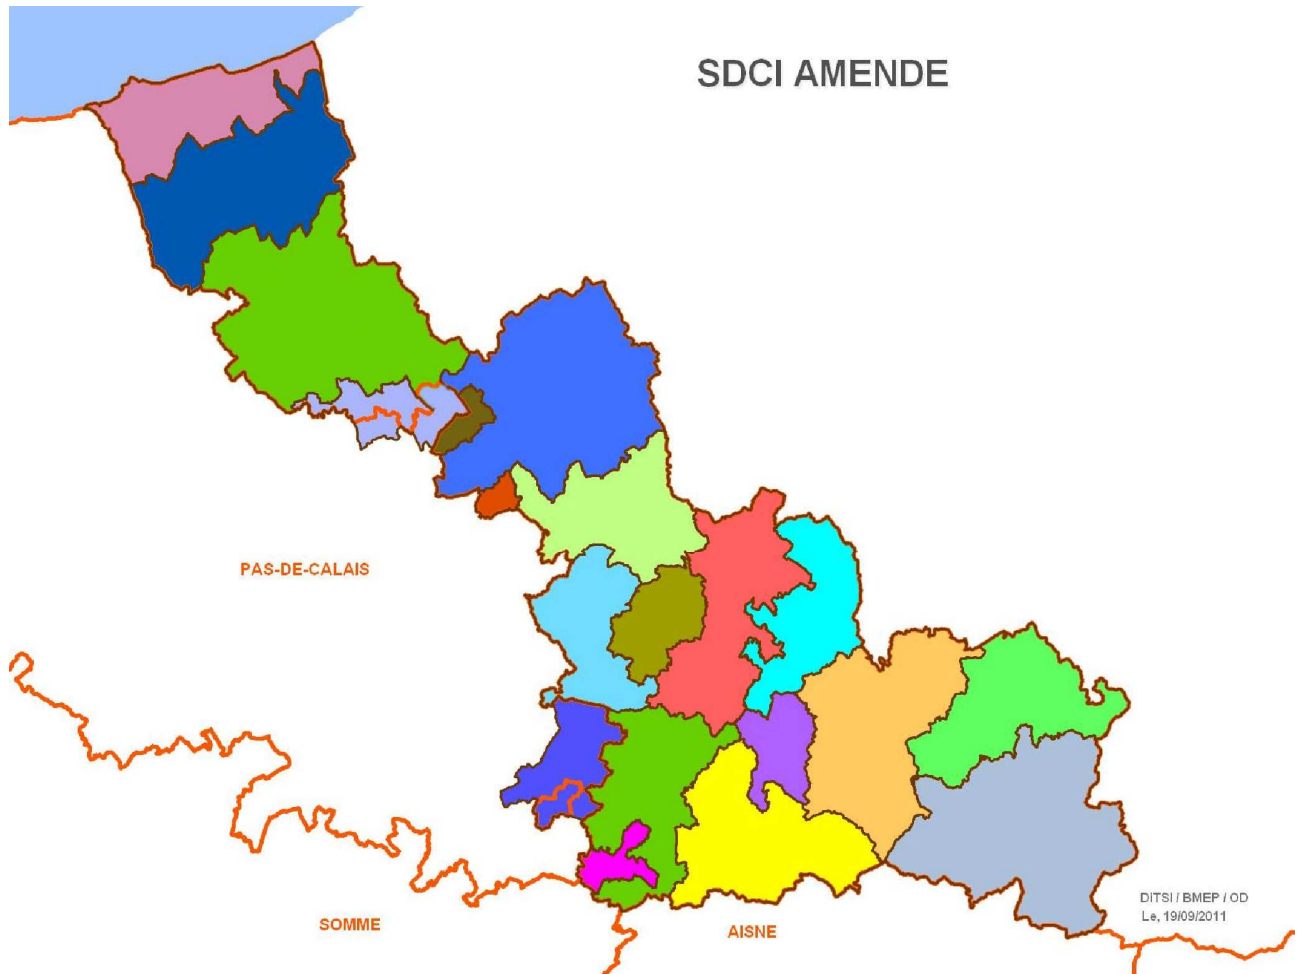 SDCI AMENDE
PAS-DE-CALAIS
SOMME
AISNE
DITSI / BMEP / OD
Le, 19/09/2011